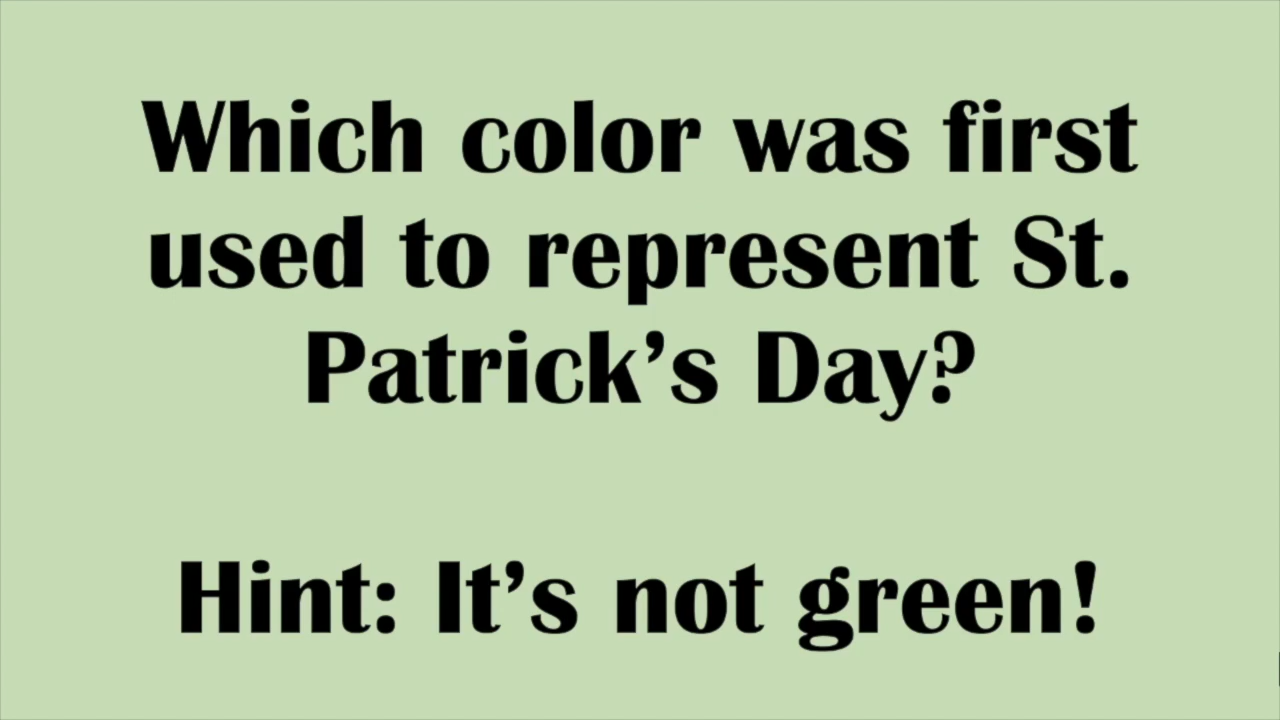 Which color was first
used to represent St.
Patrick’s Day?
Hint: It’s not green!